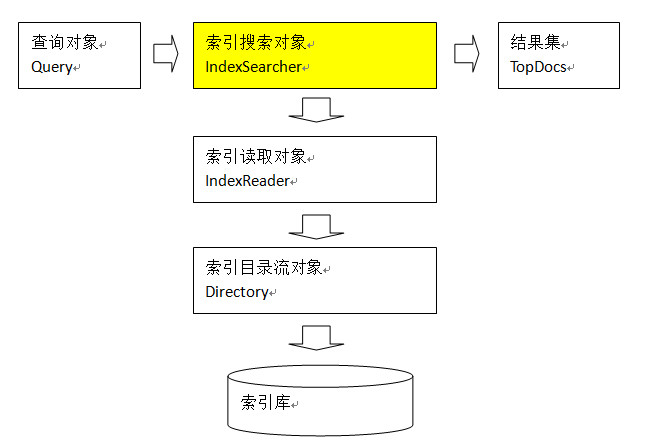 查询对象
Query
索引搜索对象
IndexSearcher
结果集
TopDocs
索引读取对象
IndexReader
索引目录流对象
Directory
索引库